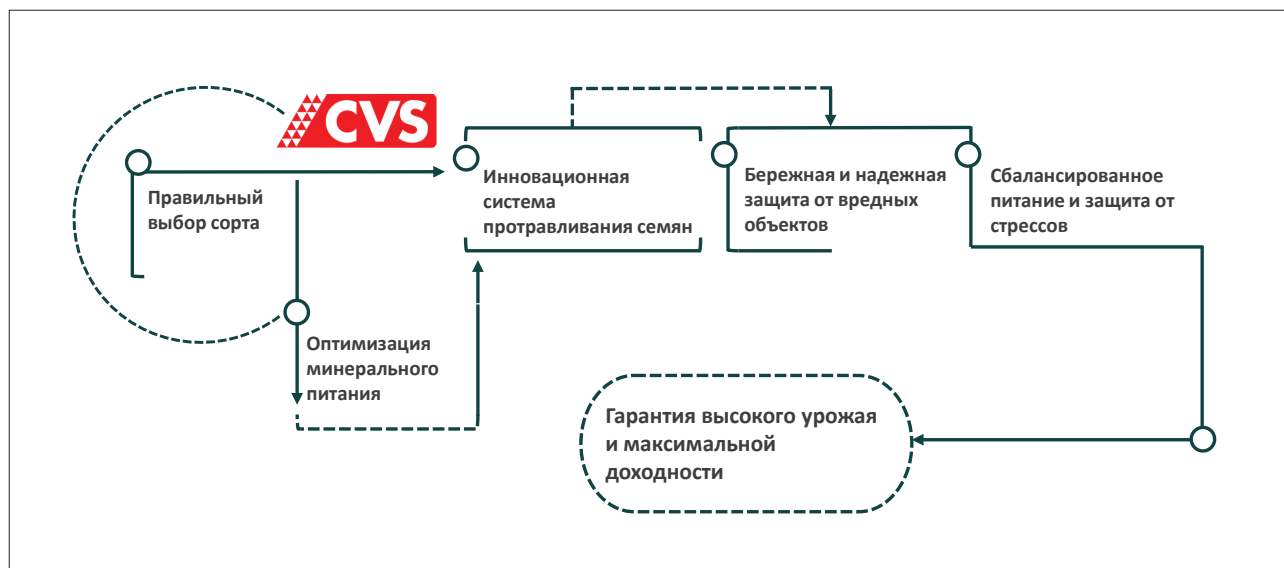 CVS
Правильный
выбор сорта
Инновационная
система
протравливания семян
Бережная и надежная
защита от вредных
объектов
Сбалансированное
питание и защита от
стрессов
Оптимизация
минерального
питания
Гарантия высокого урожая
и максимальной
доходности